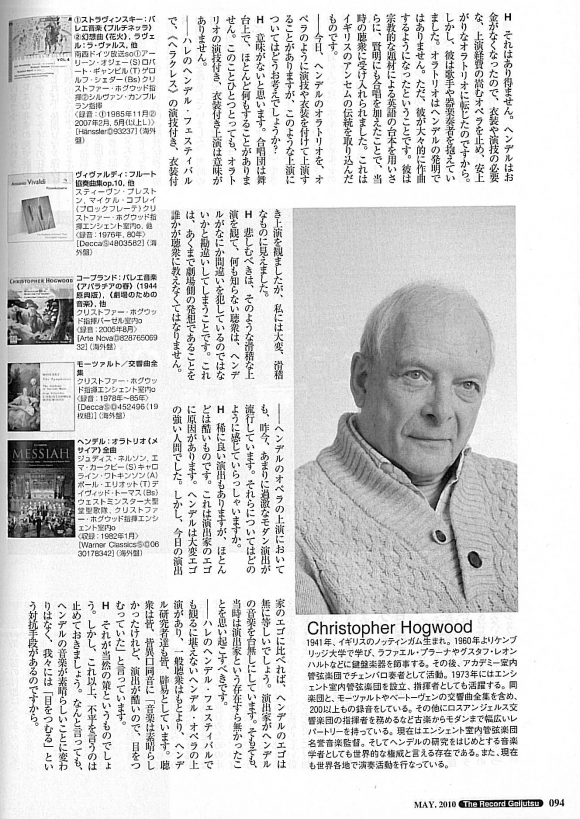 H　それはあり得ません。ヘンデルはお
金がなくなったので、衣装や演技の必要
な、上演経費の嵩むオペラを止め、安上
がりなオラトリオに転じたのですから。
しかし、彼は歌手や器楽奏者を抱えてい
ました。オラトリオはヘンデルの発明で
はありません。ただ、彼が大々的に作曲
するようになったということです。彼は
宗教的な題材による英語の台本を用いさ
らに、賢明にも合唱を加えたことで、当
時の聴衆に受け入れられました。これは
イギリスのアンセムの伝統を取り込んだ
ものです。
――今日、ヘンデルのオラトリオを、オ
ペラのように演技や衣装を付けて上演す
ることがありますが、このような上演に
ついてはどうお考えでしょうか?
H　意味がないと思います。合唱団は舞
台上で、ほとんど何もすることがありま
せん。このことひとつとっても、オラト
リオの演技付き、衣装付き上演は意味が
ありません。
――ハレのヘンデル・フェスティバル
で、《ヘラクレス》の演技付き、衣装付
き上演を観ましたが、私には大変、滑稽
なものに見えました。
H　悲しむべきは、そのような滑稽な上
演を観て、何も知らない聴衆は、ヘンデ
ルがなにか間違いを犯しているのではな
いかと勘違いしてしまうことです。これ
は、あくまで劇場側の発想であることを
誰かが聴衆に教えなくてはなりません。
――ヘンデルのオペラの上演において
も、昨今、あまりに過激なモダン演出が
流行しています。それらについてはどの
ように感じていらっしゃいますか。
H　稀に良い演出もありますが、ほとん
どは酷いものです。これは演出家のエゴ
に原因があります。ヘンデルは大変エゴ
の強い人間でした。しかし、今日の演出
家のエゴに比べれば、ヘンデルのエゴは
無に等しいでしょう。演出家がヘンデル
の音楽を台無しにしています。そもそも、
当時は演出家という存在すら無かったこ
とを思い起こすべきです。
――ハレのヘンデル・フェスティバルで
も観るに堪えないヘンデル・オペラの上
演があり、一般聴衆はもとより、ヘンデ
ル研究者達も皆、辟易としています。聴
衆は皆、皆異口同音に「音楽は素晴らし
かったけれど、演出が酷いので、目をつ
むっていた」と言っています。
H　それが当然の策というものでしょ
う。しかし、これ以上、不平を言うのは
止めておきましょう。なんと言っても、
ヘンデルの音楽が素晴らしいことに変わ
りはなく、我々には「目をつむる」とい
う対抗手段があるのですから。
Christopher Hogwood
1941年、イギリスのノッティンガム生まれ。1960年よりケンブ
リッジ大学で学び、ラファエル・プラーナやグスタフ・レオン
ハルトなどに鍵盤楽器を師事する。その後、アカデミー室内
管弦楽団でチェンバロ奏者として活動。1973年にはエンシ
ェント室内管弦楽団を設立、指揮者としても活躍する。同
楽団と、モーツァルトやベートーヴェンの交響曲全集を含め、
200以上もの録音をしている。その他にロスアンジェルス交
響楽団の指揮者を務めるなど古楽からモダンまで幅広いレ
パートリーを持っている。現在はエンシェント室内管弦楽団
名誉音楽監督。そしてヘンデルの研究をはじめとする音楽
学者としても世界的な権威と言える存在である。また、現在
も世界各地で演奏活動を行なっている。
①ストラヴィンスキー:バ
レエ音楽《プルチネッラ》
②幻想曲《花火》,ラヴェ
ル:ラ・ヴァルス, 他
南西ドイツ放送so①アー
リーン・オジェー(S)ロバ
ート・ギャンビル(T)ゲロ
ルフ・シェダー(Bs)クリ
ストファー・ホグウッド指
揮②シルヴァン・カンブル
ラン指揮
〈録音:①1985年11月②
2007年2月, 5月(以上L)〉
[HänsslerⒹ93237](海外
盤)
VOL.8
ヴィヴァルディ:フルート
協奏曲集op.10, 他
スティーヴン・プレスト
ン, マイケル・コプレイ
(ブロックフレーテ)クリ
ストファー・ホグウッド指
揮エンシェント室内o, 他
〈録音:1976年, 80年〉
[DeccaⓈ4803582](海
外盤)
Antonio Vivaldi
コープランド:バレエ音楽
《アパラチアの春》(1944
原典版),《劇場のための
音楽》, 他
クリストファー・ホグウッ
ド指揮バーゼル室内o
〈録音:2005年8月〉
[Arte NovaⒹ828765069
32](海外盤)
CHRISTOPHER HOGWOOD
モーツァルト/交響曲全
集
クリストファー・ホグウッ
ド指揮エンシェント室内o
〈録音:1978年~85年〉
[DeccaⓈⒹ452496(19
枚組)](海外盤)
MOZART
The Symphonies
ヘンデル:オラトリオ《メ
サイア》全曲
ジュディス・ネルソン, エ
マ・カークビー(S)キャロ
ライン・ワトキンソン(A)
ポール・エリオット(T)デ
イヴィッド・トーマス(Bs)
ウェストミンスター大聖
堂聖歌隊, クリストファ
ー・ホグウッド指揮エンシ
ェント室内o
〈収録:1982年1月〉
[Warner ClassicsⓈⒹ06
30178342](海外盤)
MESSIAH
MAY. 2010 The Record Geijutsu 094